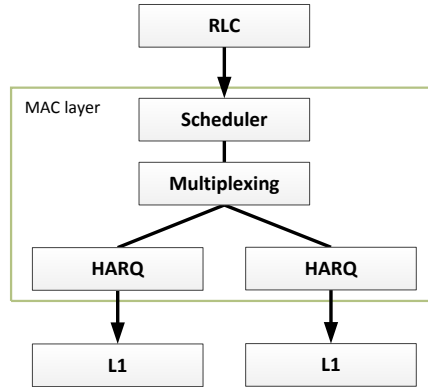 RLC
MAC layer
Scheduler
Multiplexing
HARQ
HARQ
L1
L1